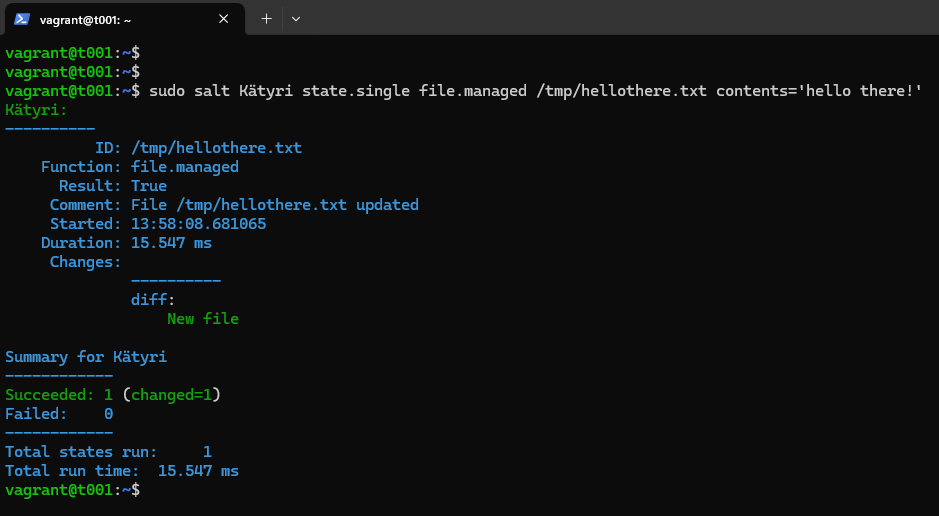 vagrant@t001: ~
vagrant@t001:~$
vagrant@t001:~$
vagrant@t001:~$ sudo salt Kätyri state.single file.managed /tmp/hellothere.txt contents='hello there!'
Kätyri:
----------
          ID: /tmp/hellothere.txt
    Function: file.managed
      Result: True
     Comment: File /tmp/hellothere.txt updated
     Started: 13:58:08.681065
    Duration: 15.547 ms
     Changes:
              ----------
              diff:
                  New file

Summary for Kätyri
------------
Succeeded: 1 (changed=1)
Failed:    0
------------
Total states run:     1
Total run time:  15.547 ms
vagrant@t001:~$